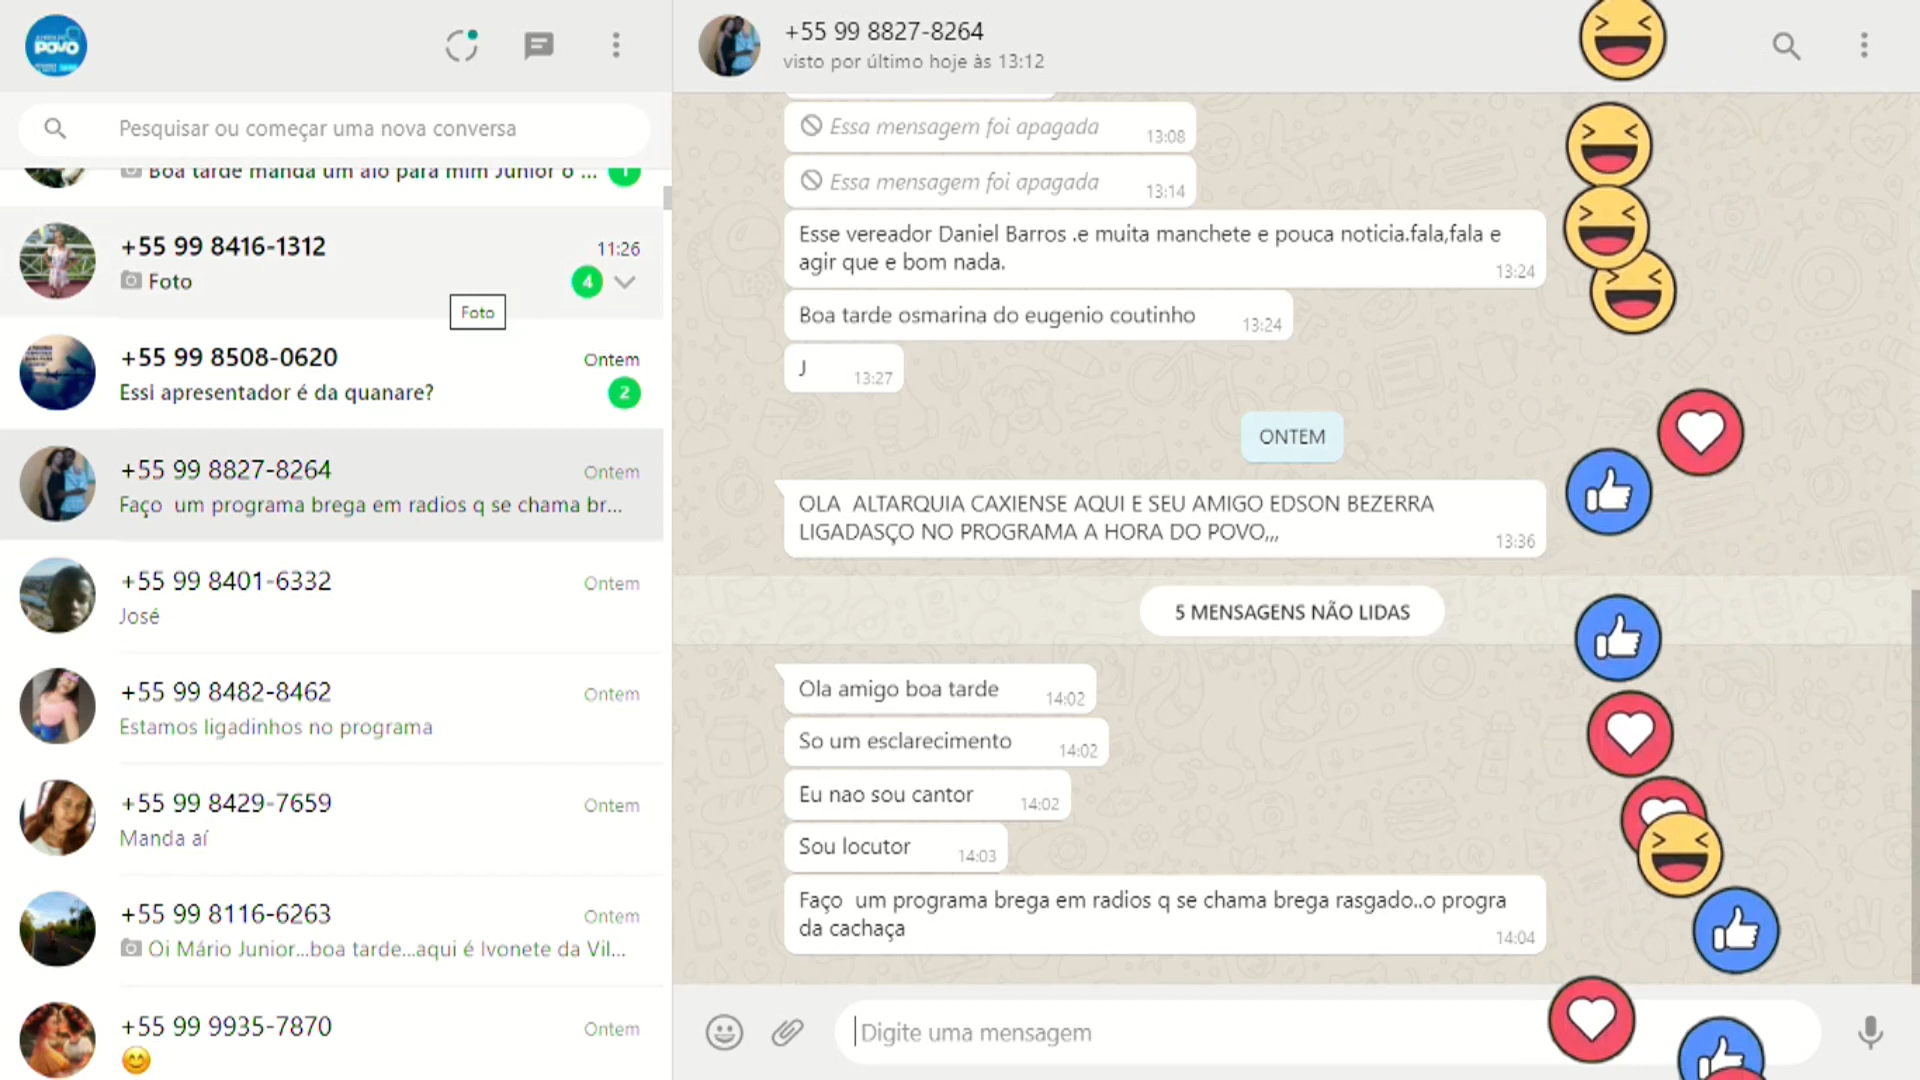 POVO
Pesquisar ou começar uma nova conversa
Boa tarde manda um alo para mim Junior o ...
1
+55 99 8416-1312
11:26
Foto
4
Foto
+55 99 8508-0620
Ontem
Essi apresentador é da quanare?
2
+55 99 8827-8264
Ontem
Faço um programa brega em radios q se chama br...
+55 99 8401-6332
Ontem
José
+55 99 8482-8462
Ontem
Estamos ligadinhos no programa
+55 99 8429-7659
Ontem
Manda aí
+55 99 8116-6263
Ontem
Oi Mário Junior...boa tarde...aqui é Ivonete da Vil...
+55 99 9935-7870
Ontem
😊
+55 99 8827-8264
visto por último hoje às 13:12
Essa mensagem foi apagada
13:08
Essa mensagem foi apagada
13:14
Esse vereador Daniel Barros .e muita manchete e pouca noticia.fala,fala e
agir que e bom nada.
13:24
Boa tarde osmarina do eugenio coutinho
13:24
J
13:27
ONTEM
OLA ALTARQUIA CAXIENSE AQUI E SEU AMIGO EDSON BEZERRA
LIGADASÇO NO PROGRAMA A HORA DO POVO,,,
13:36
5 MENSAGENS NÃO LIDAS
Ola amigo boa tarde
14:02
So um esclarecimento
14:02
Eu nao sou cantor
14:02
Sou locutor
14:03
Faço um programa brega em radios q se chama brega rasgado..o progra
da cachaça
14:04
Digite uma mensagem